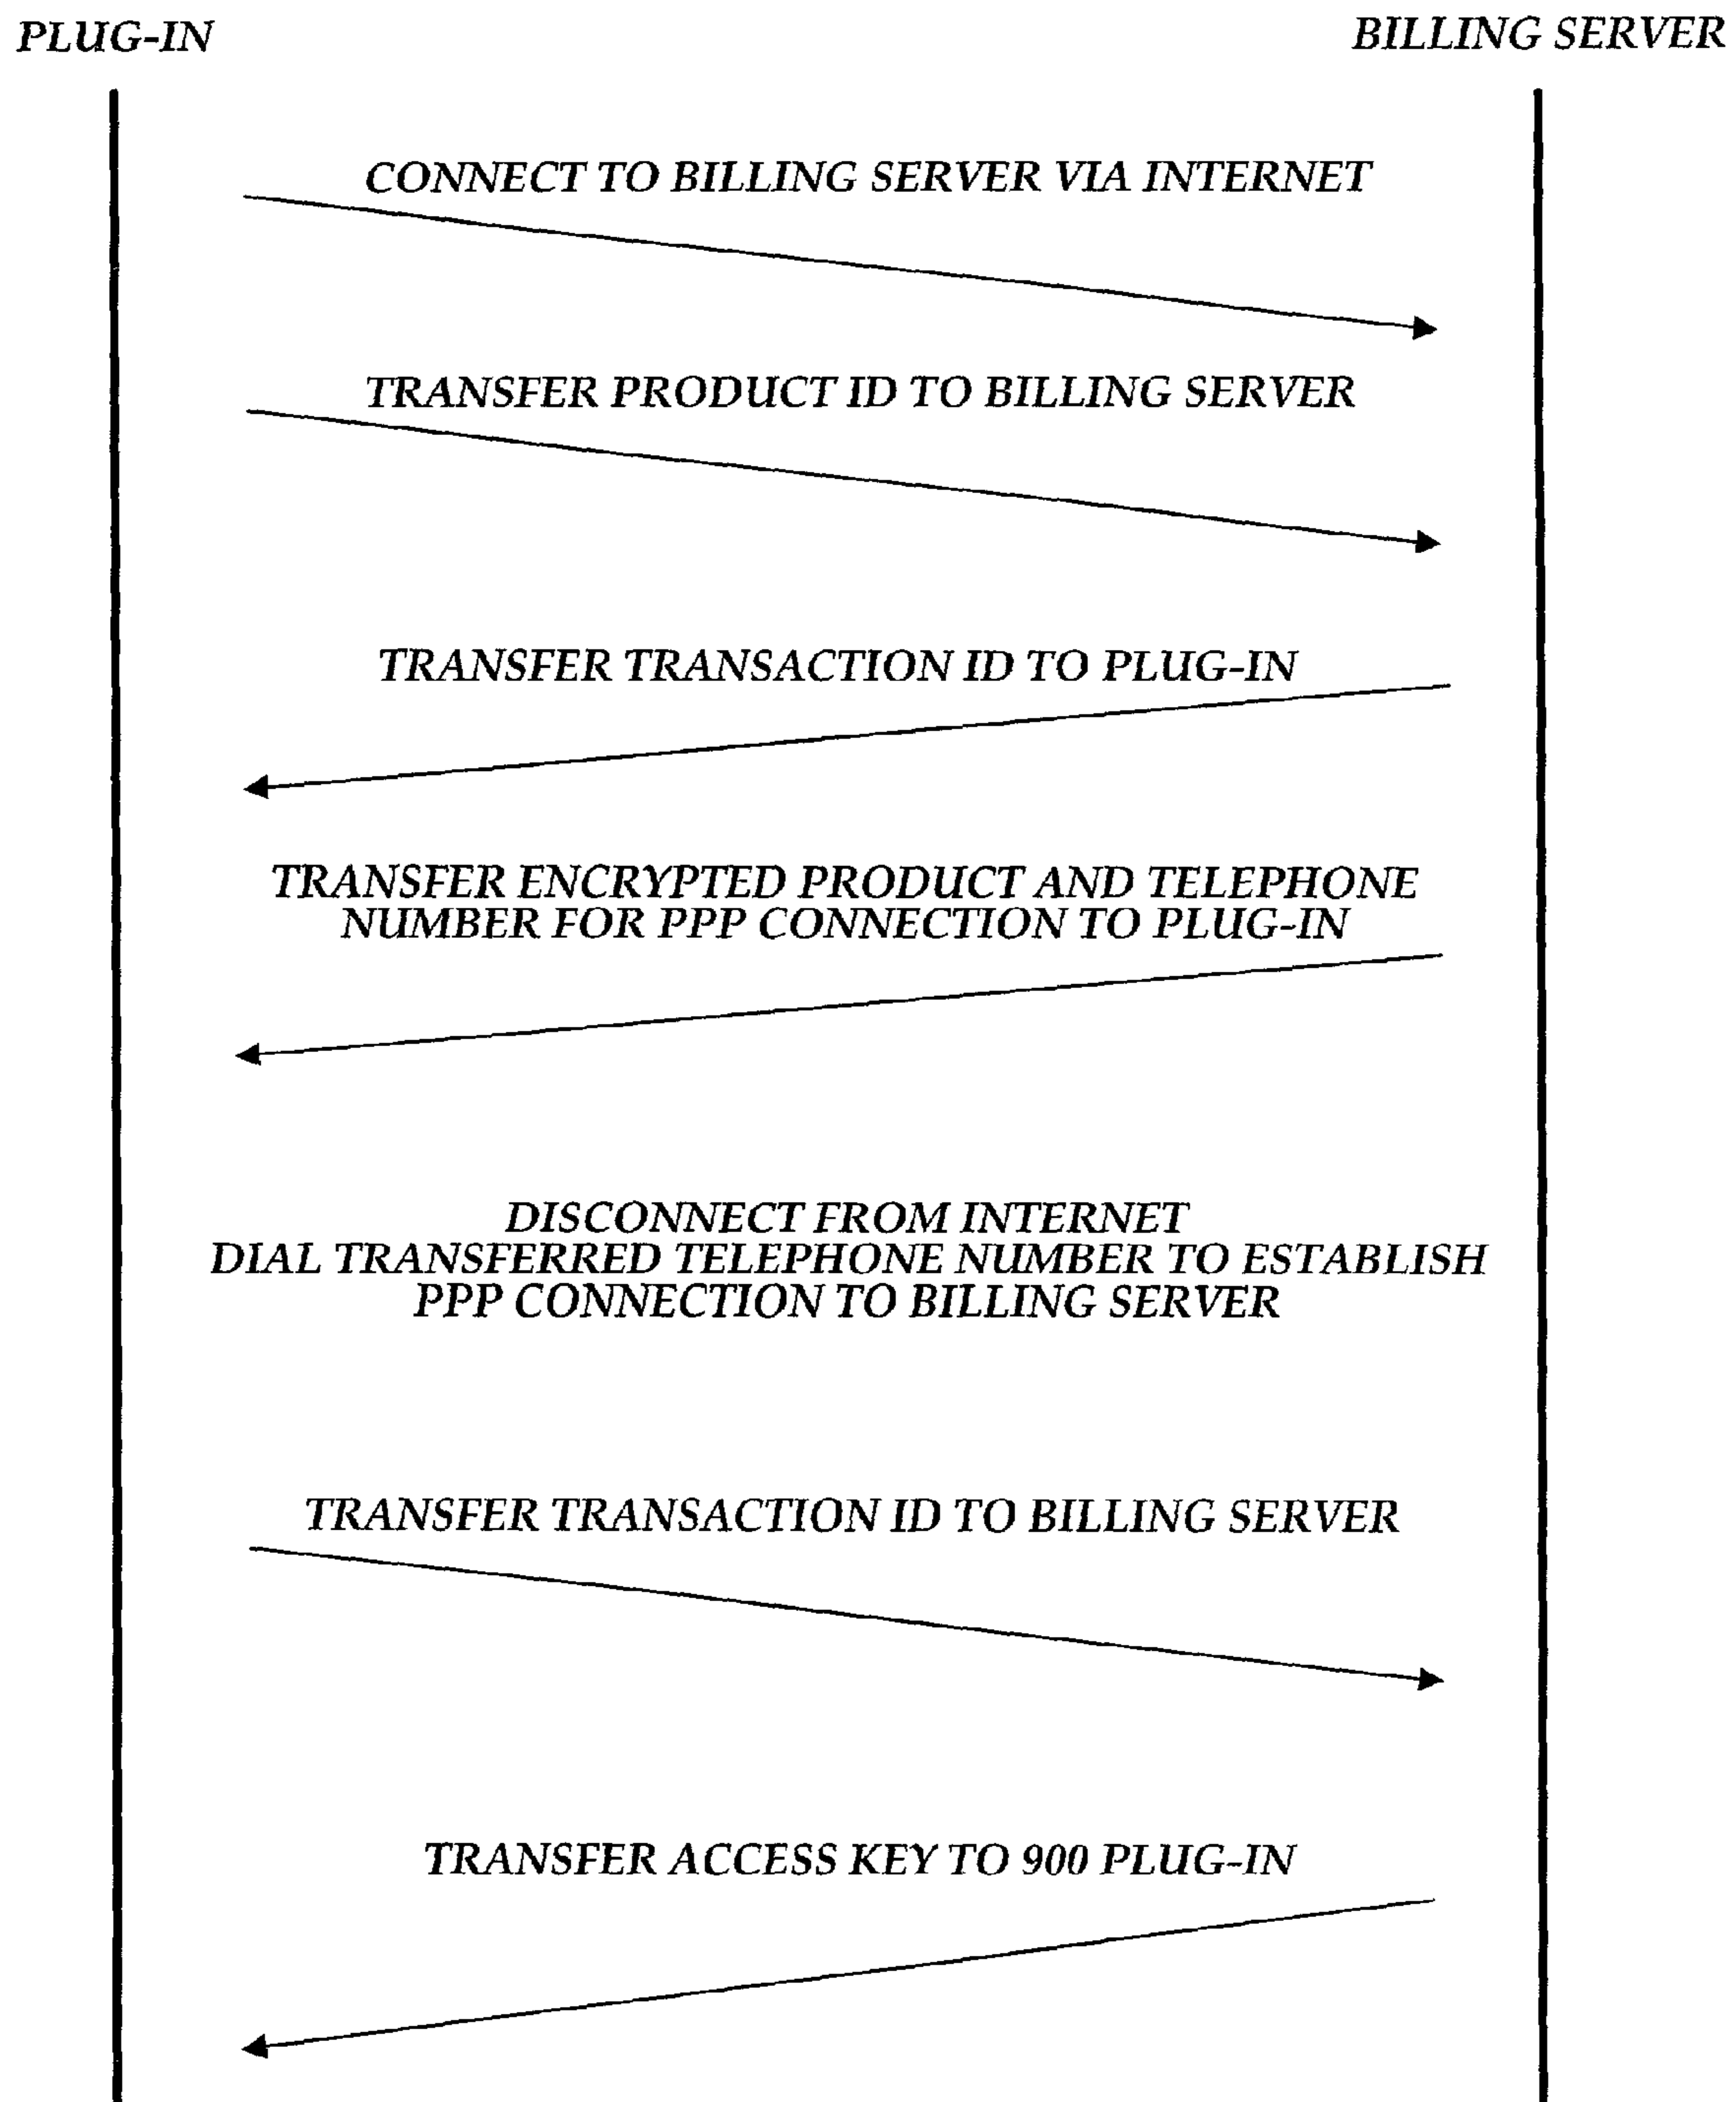 PLUG-IN
BILLING SERVER
CONNECT TO BILLING SERVER VIA INTERNET
TRANSFER PRODUCT ID TO BILLING SERVER
TRANSFER TRANSACTION ID TO PLUG-IN
TRANSFER ENCRYPTED PRODUCT AND TELEPHONE
NUMBER FOR PPP CONNECTION TO PLUG-IN
DISCONNECT FROM INTERNET
DIAL TRANSFERRED TELEPHONE NUMBER TO ESTABLISH
PPP CONNECTION TO BILLING SERVER
TRANSFER TRANSACTION ID TO BILLING SERVER
TRANSFER ACCESS KEY TO 900 PLUG-IN